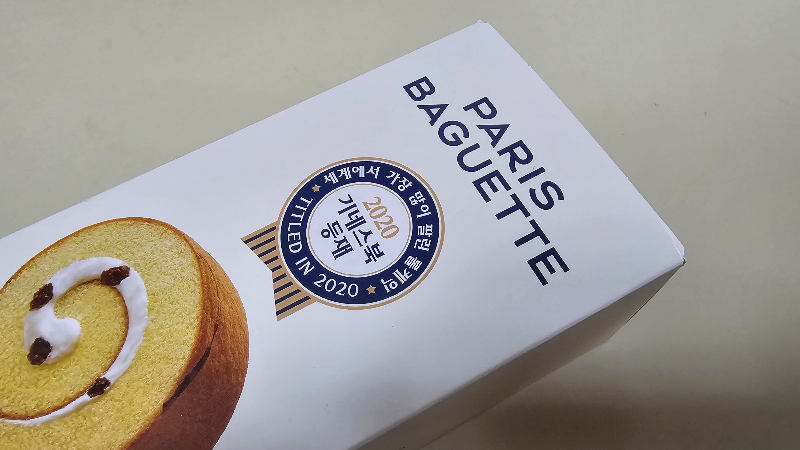 PARIS
BAGUETTE
세계에서 가장 많이 팔린 롤케익
2020
기네스북
등재
TITLED IN 2020